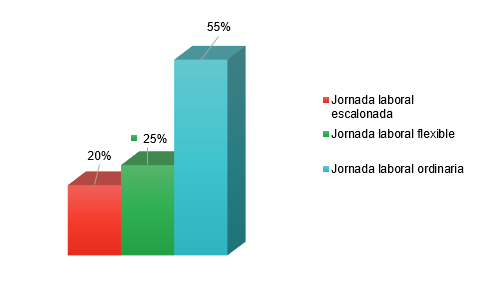 55%
25%
20%
Jornada laboral
escalonada
Jornada laboral flexible
Jornada laboral ordinaria